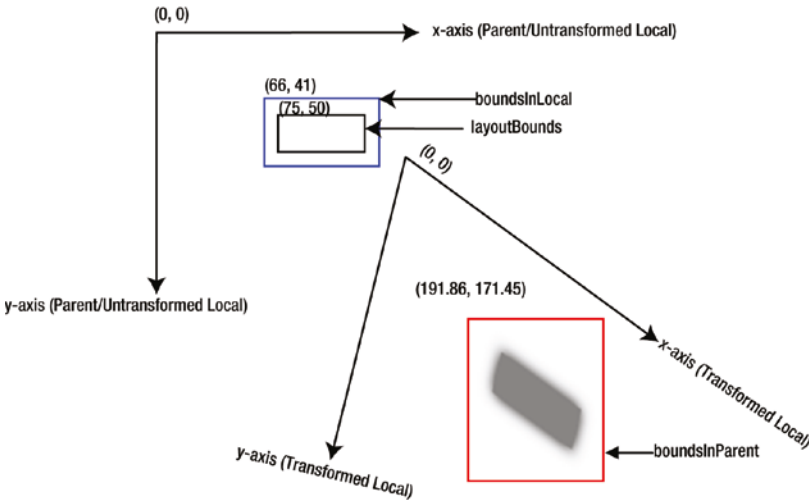 (0, 0)
x-axis (Parent/Untransformed Local)
(66, 41)
boundsInLocal
(75, 50)
layoutBounds
(0, 0)
y-axis (Parent/Untransformed Local)
(191.86, 171.45)
x-axis (Transformed Local)
boundsInParent
y-axis (Transformed Local)